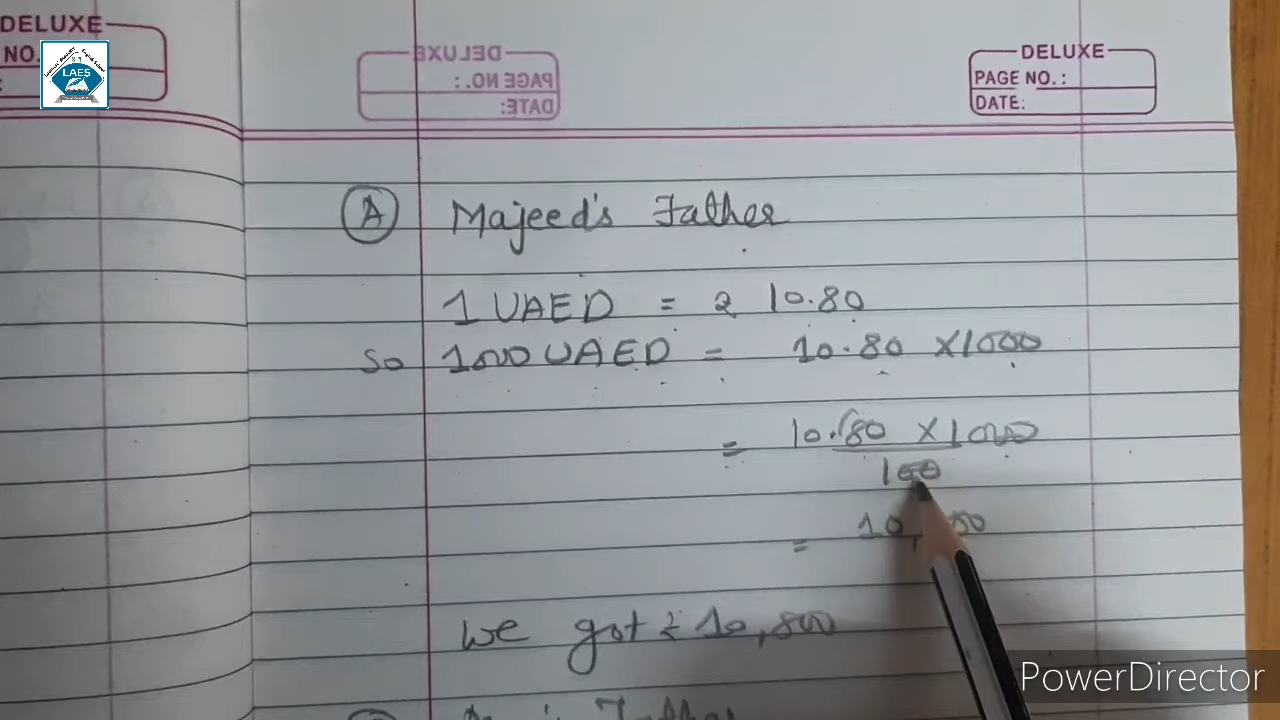 DELUXE
NO.
LAES
DELUXE
PAGE NO.:
DATE:
DELUXE
PAGE NO.:
DATE:
A Majeed's Father
1 UAED = ₹ 10.80
So 1000 UAED = 10.80 ×1000
= 10.80 ×1000
100
= 10,
We got ₹ 10,800
PowerDirector